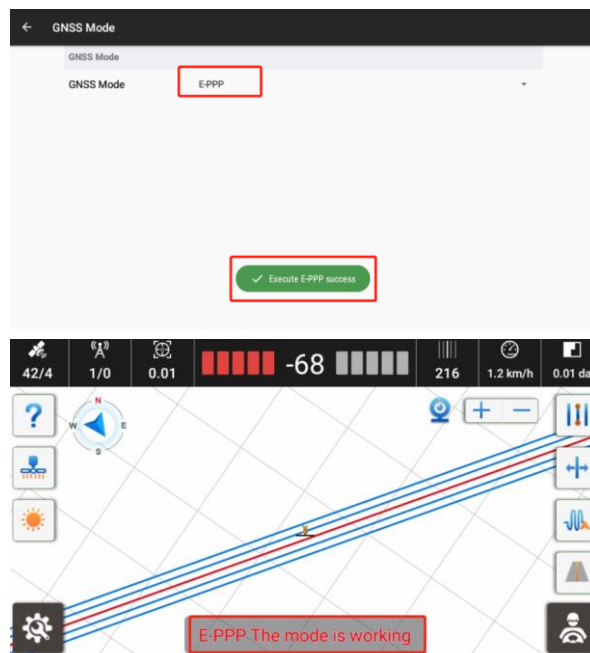 GNSS Mode
GNSS Mode
GNSS Mode E-PPP
Execute E-PPP success
42/4 1/0 0.01 -68 216 1.2 km/h 0.01 da
N
W E
S
E-PPP The mode is working